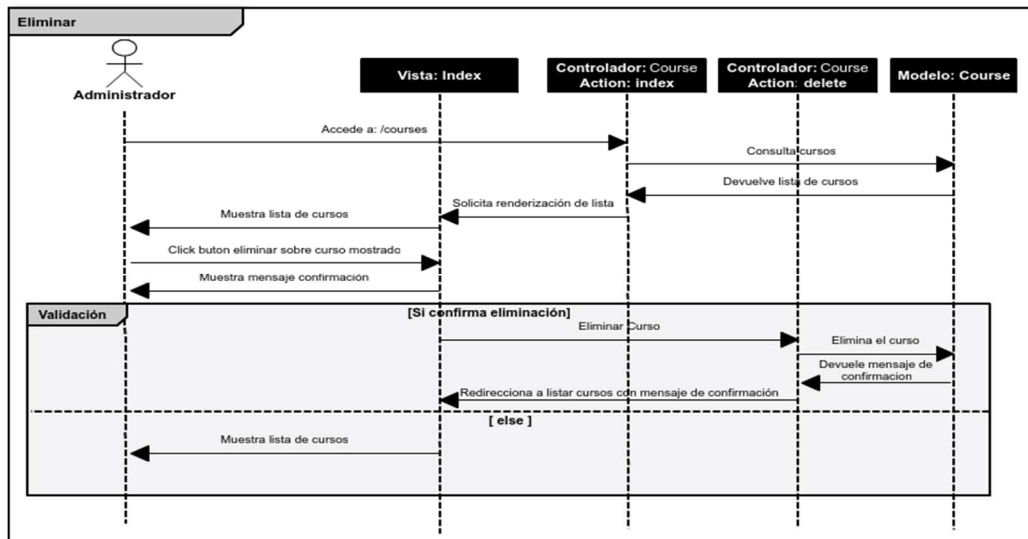 Eliminar
Administrador
Vista: Index
Controlador: Course
Action: index
Controlador: Course
Action: delete
Modelo: Course
Accede a: /courses
Consulta cursos
Devuelve lista de cursos
Solicita renderización de lista
Muestra lista de cursos
Click buton eliminar sobre curso mostrado
Muestra mensaje confirmación
Validación
[Si confirma eliminación]
Eliminar Curso
Elimina el curso
Devuele mensaje de
confirmacion
Redirecciona a listar cursos con mensaje de confirmación
[ else ]
Muestra lista de cursos